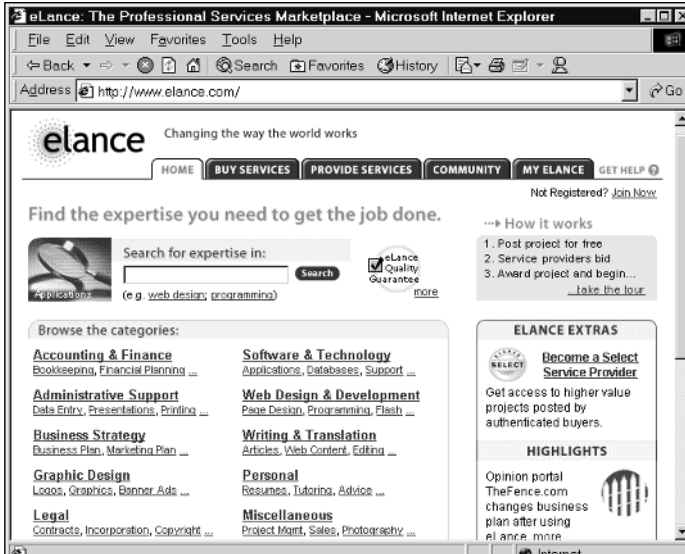 eLance: The Professional Services Marketplace - Microsoft Internet Explorer
File Edit View Favorites Tools Help
Back Search Favorites History
Address http://www.elance.com/ Go
elance Changing the way the world works
HOME BUY SERVICES PROVIDE SERVICES COMMUNITY MY ELANCE GET HELP ?
Not Registered? Join Now
Find the expertise you need to get the job done.
How it works
1. Post project for free
2. Service providers bid
3. Award project and begin...
...take the tour
Search for expertise in:
Search
(e.g. web design; programming)
Applications
eLance
Quality
Guarantee
more
Browse the categories:
Accounting & Finance
Bookkeeping, Financial Planning ...
Administrative Support
Data Entry, Presentations, Printing ...
Business Strategy
Business Plan, Marketing Plan ...
Graphic Design
Logos, Graphics, Banner Ads ...
Legal
Contracts, Incorporation, Copyright ...
Software & Technology
Applications, Databases, Support ...
Web Design & Development
Page Design, Programming, Flash ...
Writing & Translation
Articles, Web Content, Editing ...
Personal
Resumes, Tutoring, Advice ...
Miscellaneous
Project Mgmt, Sales, Photography ...
ELANCE EXTRAS
SELECT
Become a Select
Service Provider
Get access to higher value
projects posted by
authenticated buyers.
HIGHLIGHTS
Opinion portal
TheFence.com
changes business
plan after using
eLance. more
Internet